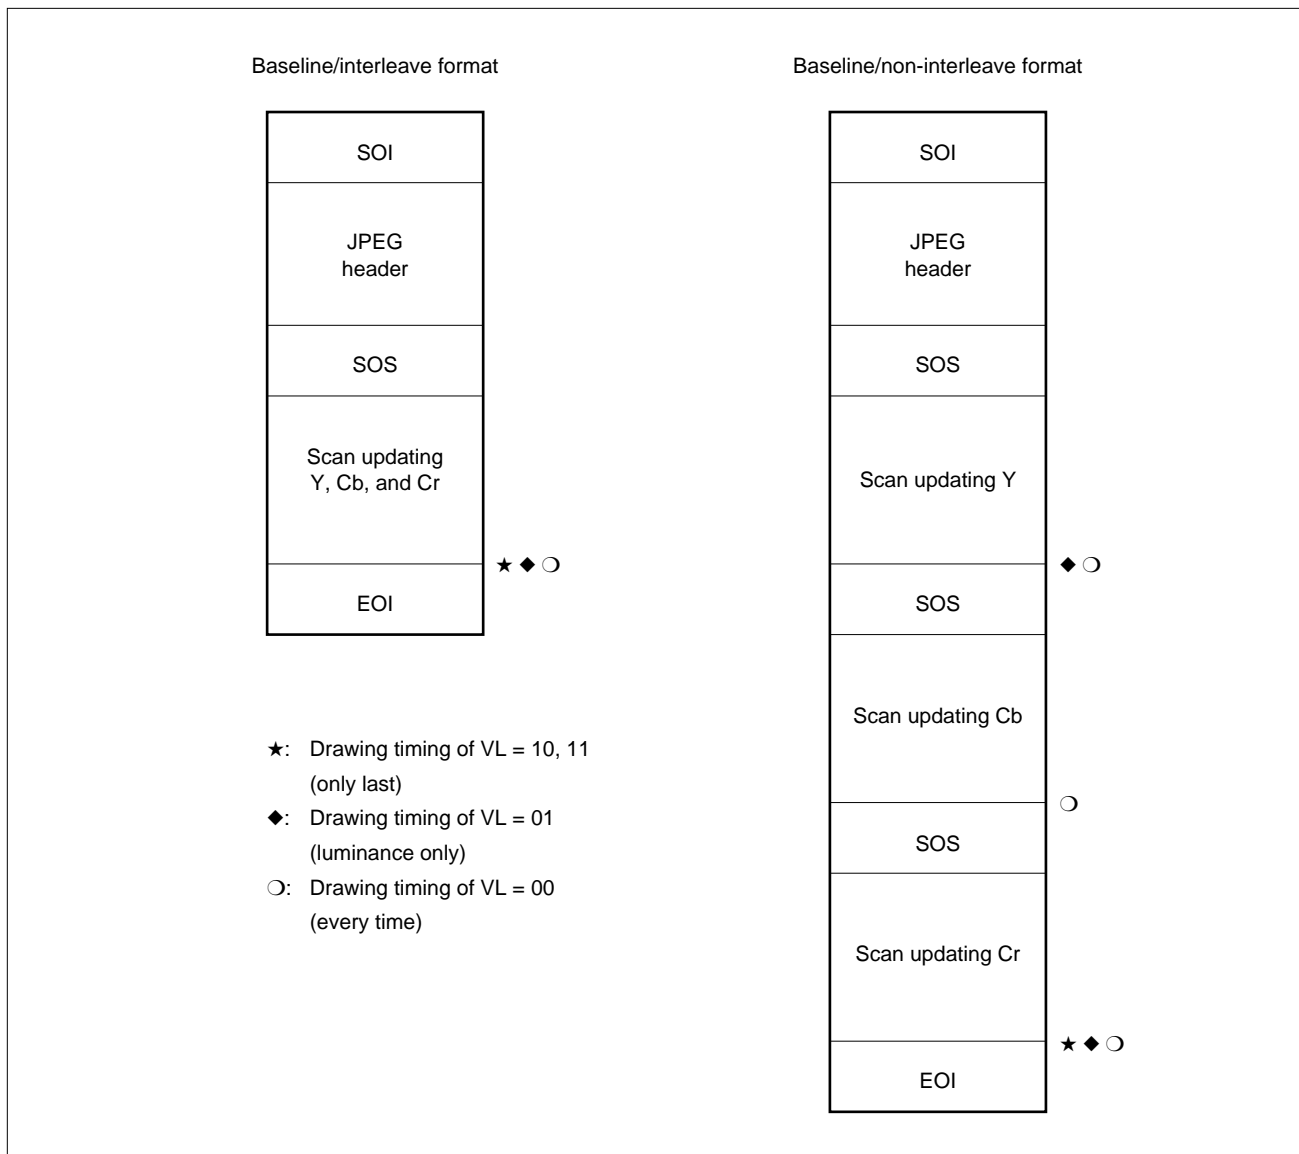 Baseline/interleave format
SOI
JPEG
header
SOS
Scan updating
Y, Cb, and Cr
★ ◆ ❍
EOI
★: Drawing timing of VL = 10, 11
(only last)
◆: Drawing timing of VL = 01
(luminance only)
❍: Drawing timing of VL = 00
(every time)
Baseline/non-interleave format
SOI
JPEG
header
SOS
Scan updating Y
◆ ❍
SOS
Scan updating Cb
❍
SOS
Scan updating Cr
★ ◆ ❍
EOI